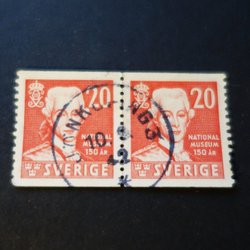 20 20
NATIONAL NATIONAL
MUSEUM MUSEUM
150 ÅR 150 ÅR
SVERIGE SVERIGE